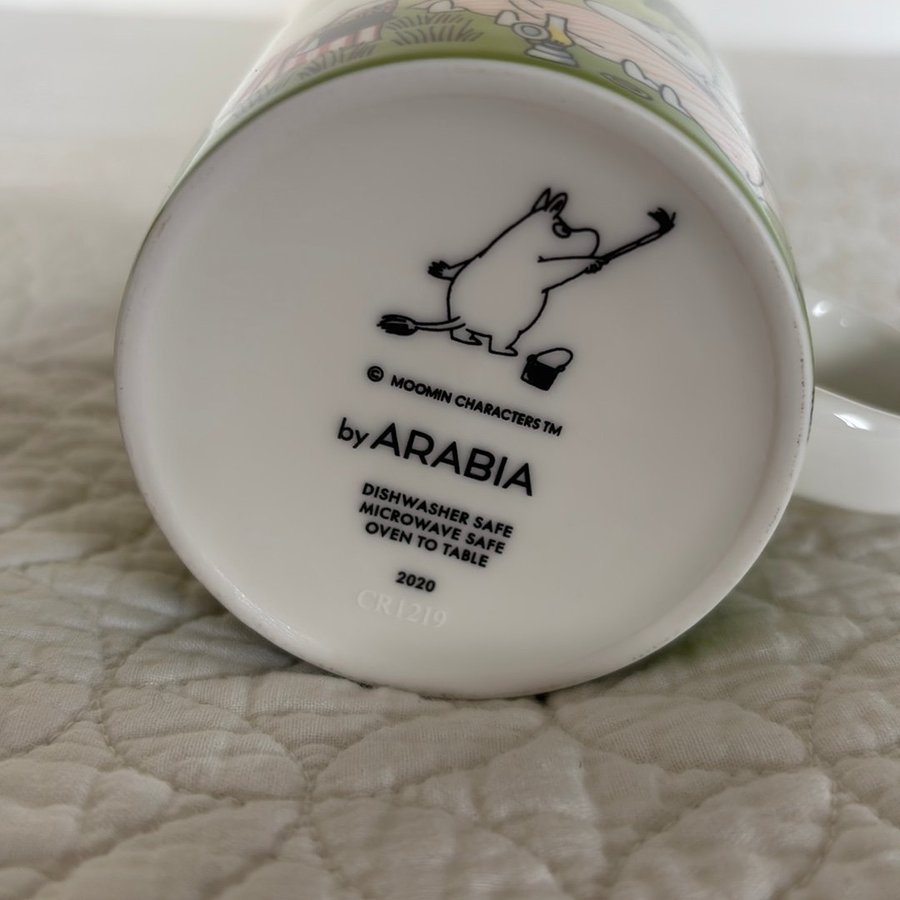 © MOOMIN CHARACTERS™
by ARABIA
DISHWASHER SAFE
MICROWAVE SAFE
OVEN TO TABLE
2020
CR1219